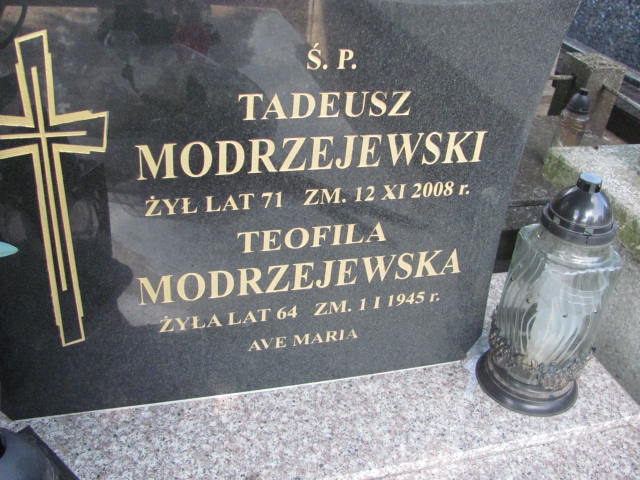 Ś. P.
TADEUSZ
MODRZEJEWSKI
ŻYŁ LAT 71 ZM. 12 XI 2008 r.
TEOFILA
MODRZEJEWSKA
ŻYŁA LAT 64 ZM. 1 I 1945 r.
AVE MARIA